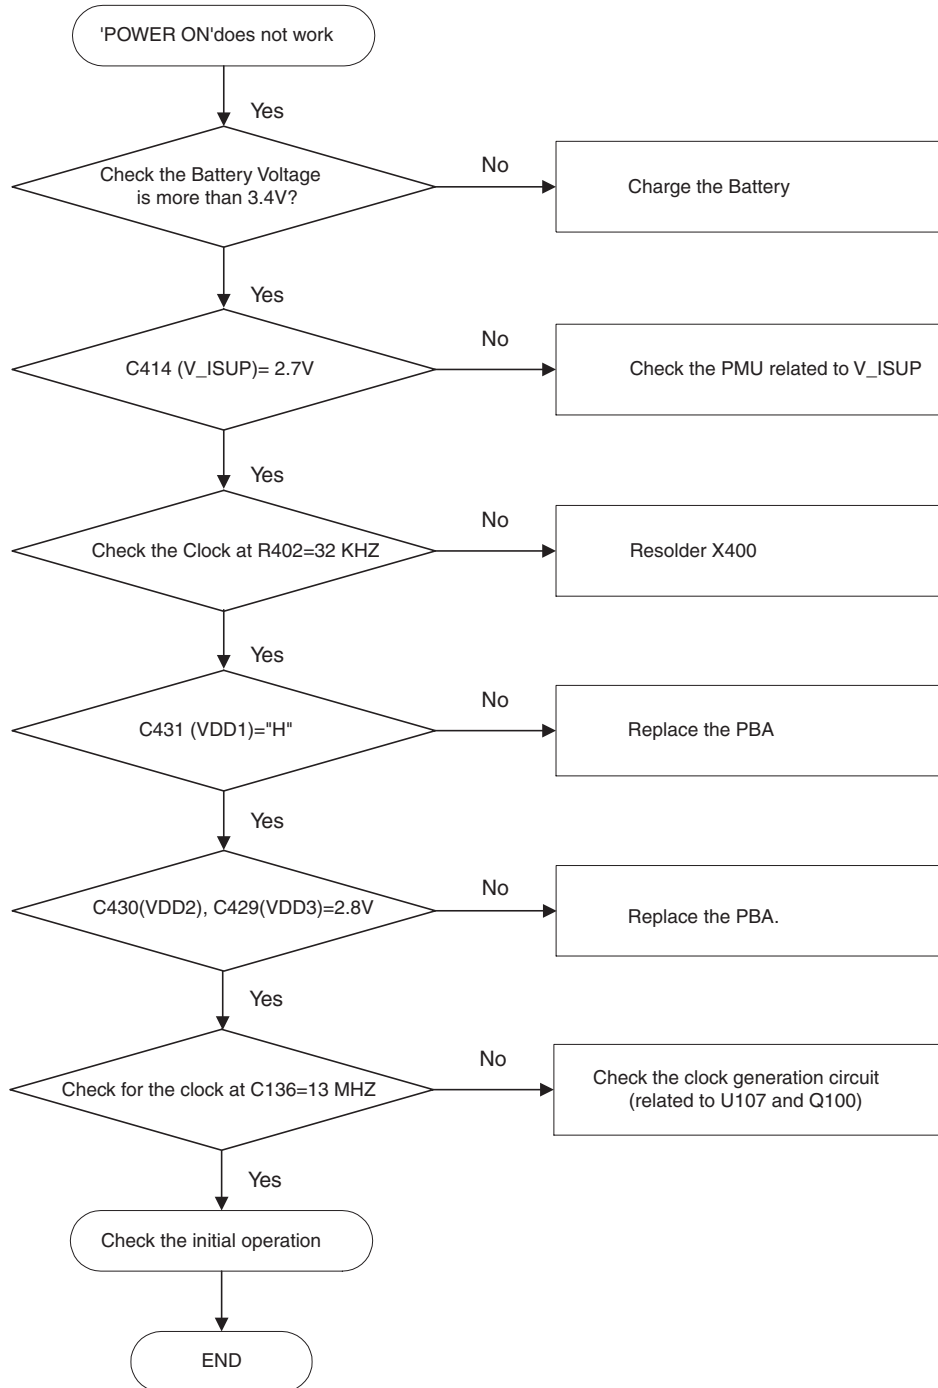 'POWER ON'does not work
Yes
Check the Battery Voltage
is more than 3.4V?
No
Charge the Battery
Yes
C414 (V_ISUP)= 2.7V
No
Check the PMU related to V_ISUP
Yes
Check the Clock at R402=32 KHZ
No
Resolder X400
Yes
C431 (VDD1)="H"
No
Replace the PBA
Yes
C430(VDD2), C429(VDD3)=2.8V
No
Replace the PBA.
Yes
Check for the clock at C136=13 MHZ
No
Check the clock generation circuit
(related to U107 and Q100)
Yes
Check the initial operation
END